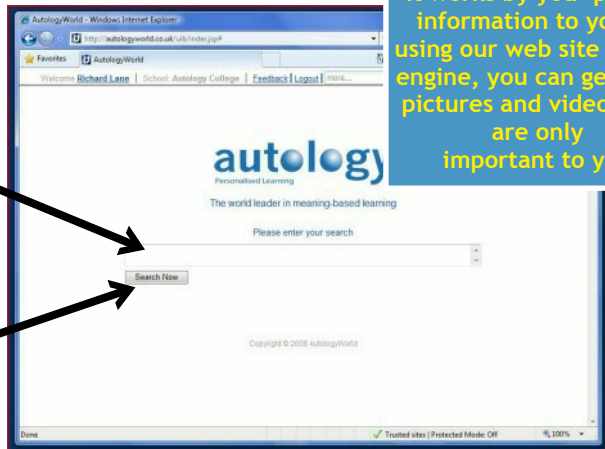 AutologyWorld - Windows Internet Explorer
http://autologyworld.co.uk/ulb/index.jsp#
Favorites AutologyWorld
Welcome Richard Lane | School: Autology College | Feedback | Logout | more...
information to yo
using our web site
engine, you can ge
pictures and video
are only
important to y
autology
Personalised Learning
The world leader in meaning-based learning
Please enter your search
Search Now
Copyright © 2008 AutologyWorld
Done Trusted sites | Protected Mode: Off 100%